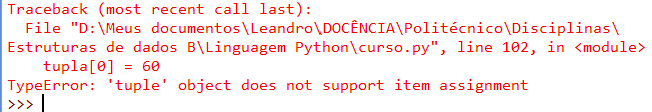 Traceback (most recent call last):
  File "D:\Meus documentos\Leandro\DOCÊNCIA\Politécnico\Disciplinas\
Estruturas de dados B\Linguagem Python\curso.py", line 102, in <module>
    tupla[0] = 60
TypeError: 'tuple' object does not support item assignment
>>>